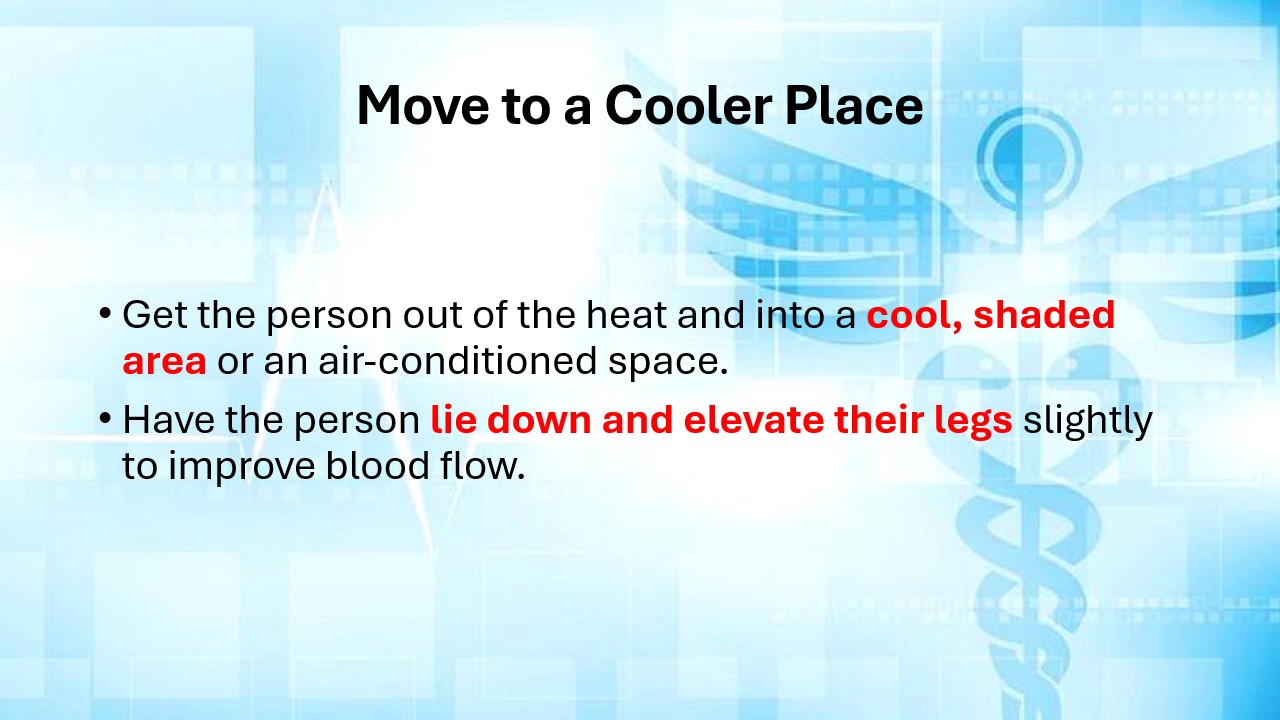 Move to a Cooler Place
• Get the person out of the heat and into a cool, shaded
area or an air-conditioned space.
• Have the person lie down and elevate their legs slightly
to improve blood flow.